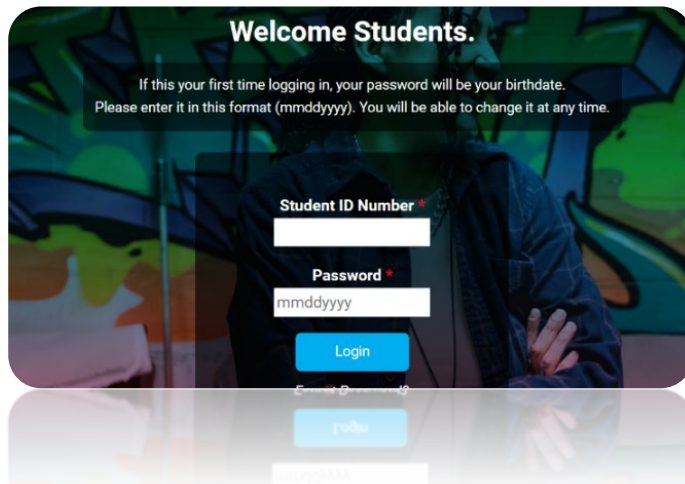 Welcome Students.
If this your first time logging in, your password will be your birthdate.
Please enter it in this format (mmddyyyy). You will be able to change it at any time.
Student ID Number *
Password *
mmddyyyy
Login